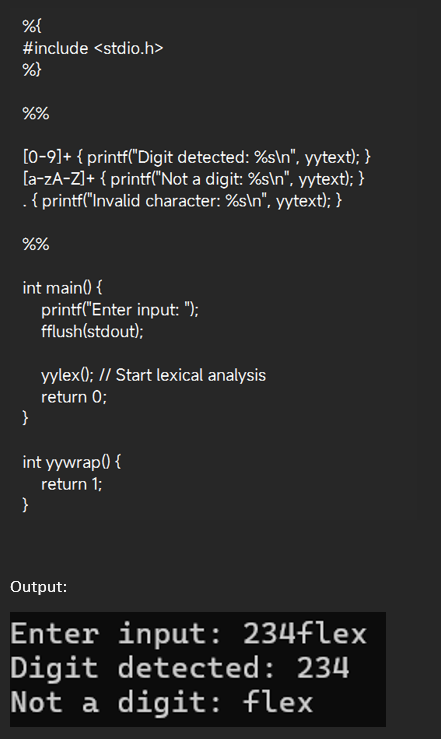 %{
#include <stdio.h>
%}
%%
[0-9]+ { printf("Digit detected: %s\n", yytext); }
[a-zA-Z]+ { printf("Not a digit: %s\n", yytext); }
. { printf("Invalid character: %s\n", yytext); }
%%
int main() {
printf("Enter input: ");
fflush(stdout);
yylex(); // Start lexical analysis
return 0;
}
int yywrap() {
return 1;
}
Output:
Enter input: 234flex
Digit detected: 234
Not a digit: flex